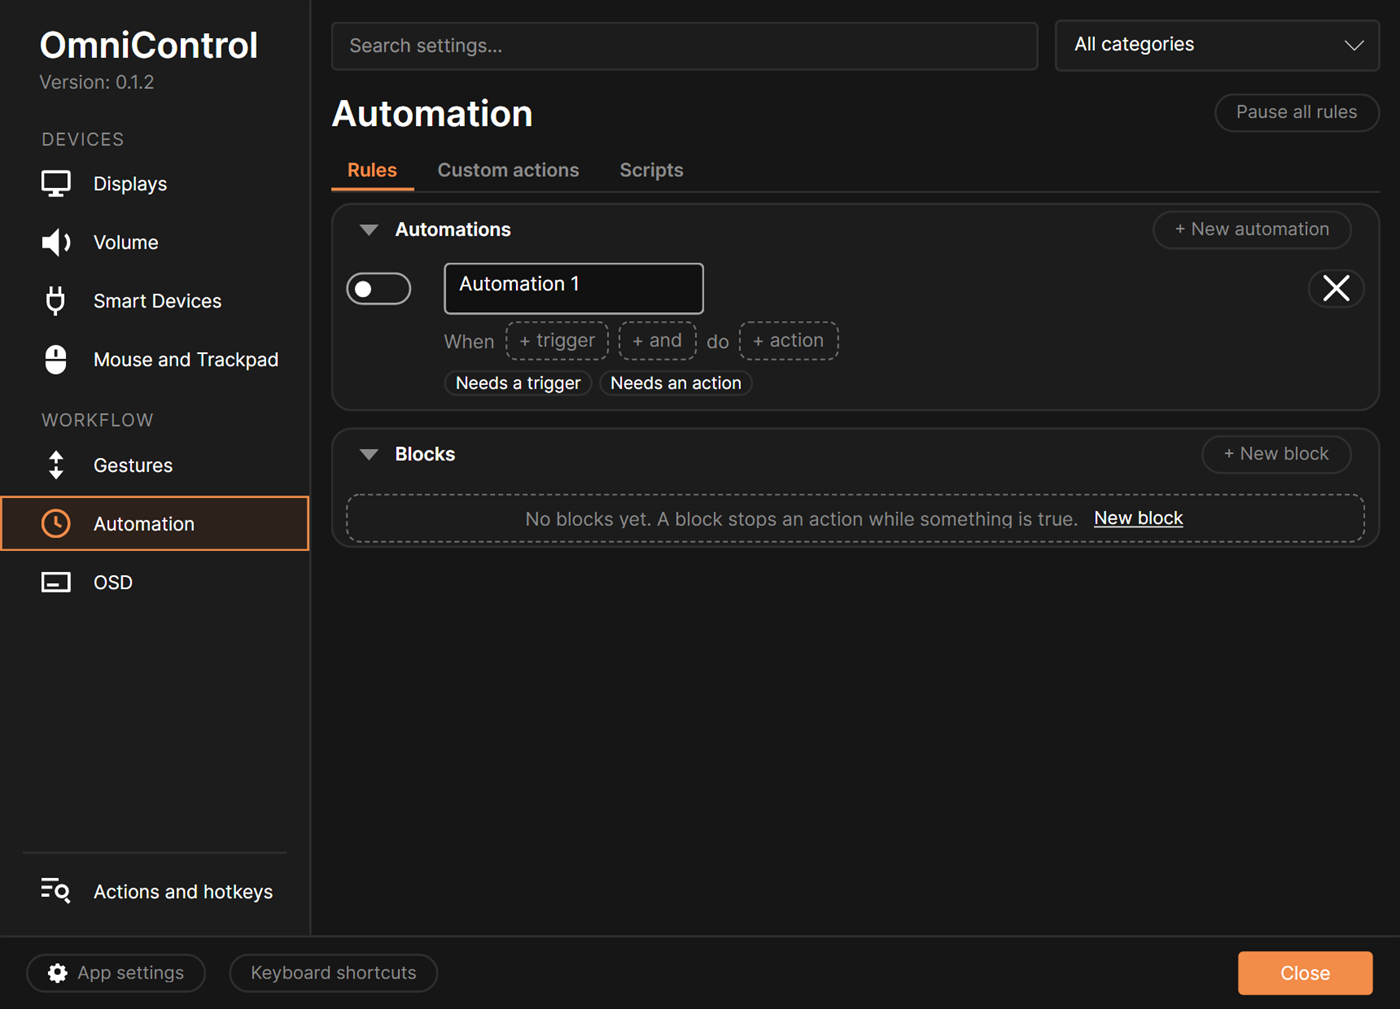 OmniControl
Version: 0.1.2
DEVICES
Displays
Volume
Smart Devices
Mouse and Trackpad
WORKFLOW
Gestures
Automation
OSD
Actions and hotkeys
Search settings...
All categories
Automation
Pause all rules
Rules
Custom actions
Scripts
Automations
+ New automation
Automation 1
When + trigger + and do + action
Needs a trigger
Needs an action
Blocks
+ New block
No blocks yet. A block stops an action while something is true. New block
App settings
Keyboard shortcuts
Close